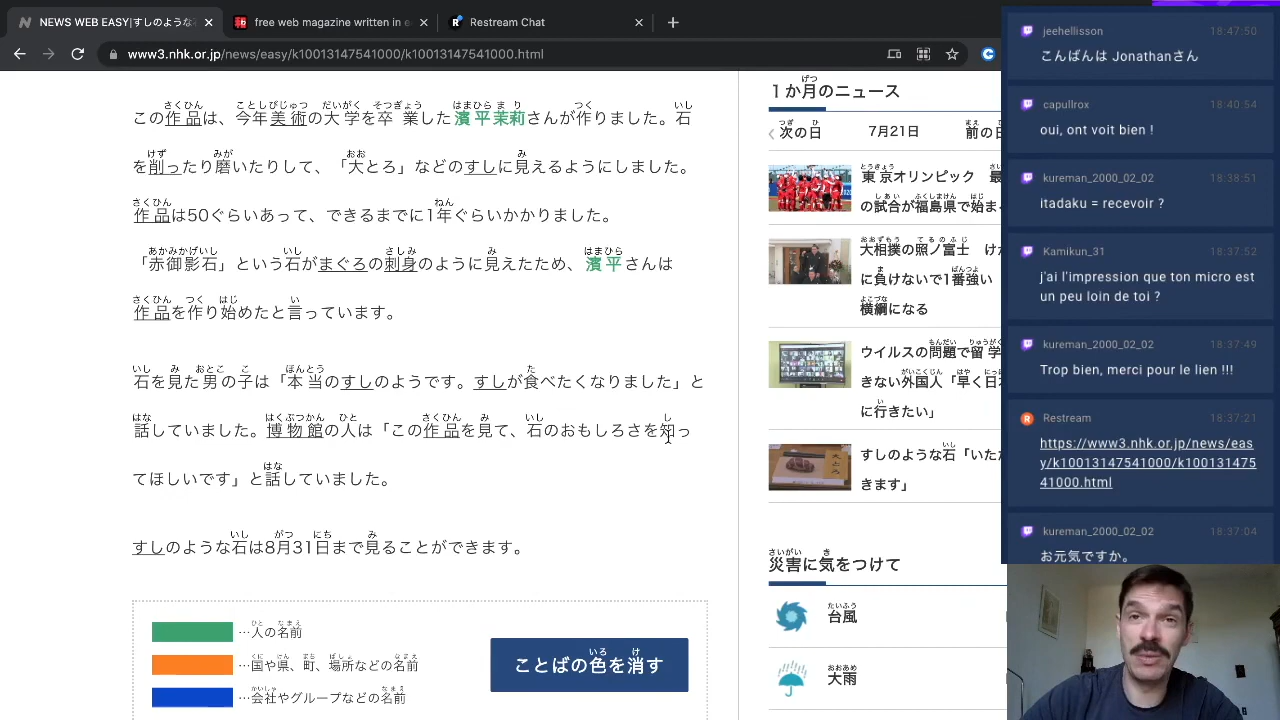 NEWS WEB EASY|すしのような
free web magazine written in e
Restream Chat
www3.nhk.or.jp/news/easy/k10013147541000/k10013147541000.html
この作品は、今年美術の大学を卒業した濱平茉莉さんが作りました。石
を削ったり磨いたりして、「大とろ」などのすしに見えるようにしました。
作品は50ぐらいあって、できるまでに1年ぐらいかかりました。
「赤御影石」という石がまぐろの刺身のように見えたため、濱平さんは
作品を作り始めたと言っています。
石を見た男の子は「本当のすしのようです。すしが食べたくなりました」と
話していました。博物館の人は「この作品を見て、石のおもしろさを知っ
てほしいです」と話していました。
すしのような石は8月31日まで見ることができます。
…人の名前
…国や県、町、場所などの名前
…会社やグループなどの名前
ことばの色を消す
1か月のニュース
次の日
7月21日
前の日
東京オリンピック 最
の試合が福島県で始ま
大相撲の照ノ富士 け
に負けないで1番強い
横綱になる
ウイルスの問題で留学
きない外国人「早く日
に行きたい」
すしのような石「いた
きます」
災害に気をつけて
台風
大雨
jeehellisson 18:47:50
こんばんは Jonathanさん
capullrox 18:40:54
oui, ont voit bien !
kureman_2000_02_02 18:38:51
itadaku = recevoir ?
Kamikun_31 18:37:52
j'ai l'impression que ton micro est
un peu loin de toi ?
kureman_2000_02_02 18:37:49
Trop bien, merci pour le lien !!!
Restream 18:37:21
https://www3.nhk.or.jp/news/eas
y/k10013147541000/k100131475
41000.html
kureman_2000_02_02 18:37:04
お元気ですか。